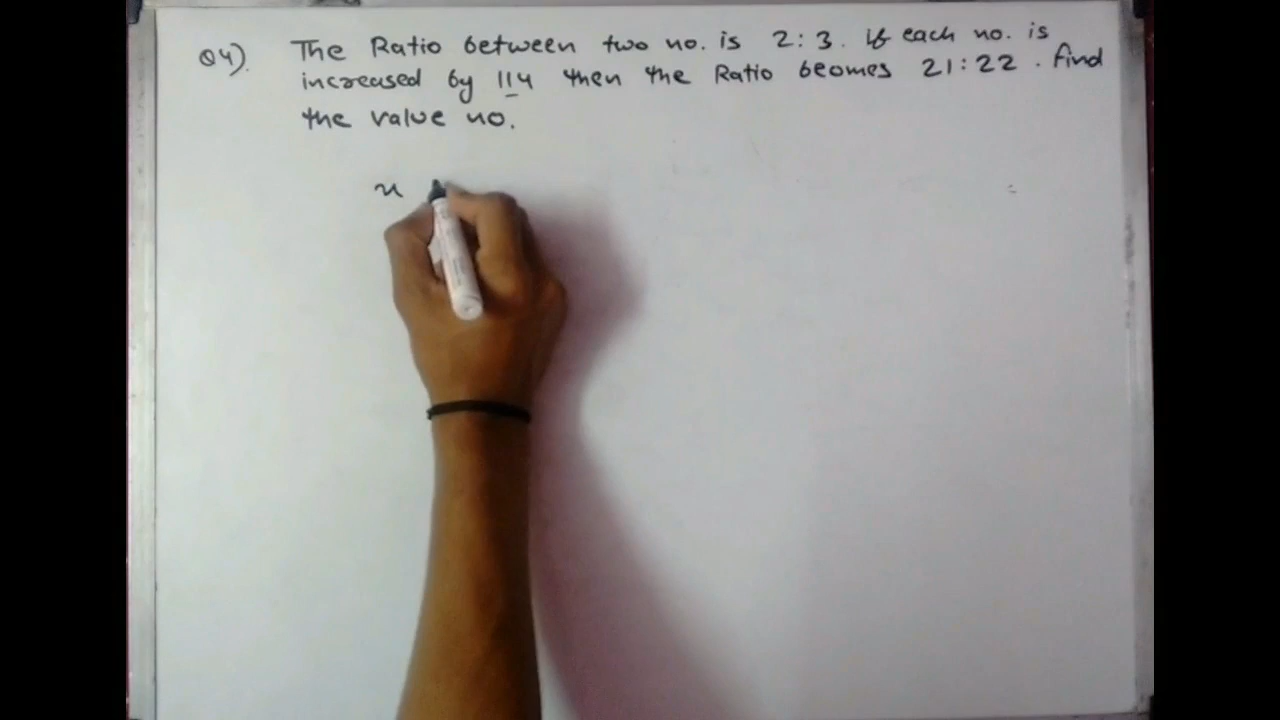 Q4). The Ratio between two no. is 2:3. if each no. is
increased by 114 then the Ratio beomes 21:22. find
the value no.
x